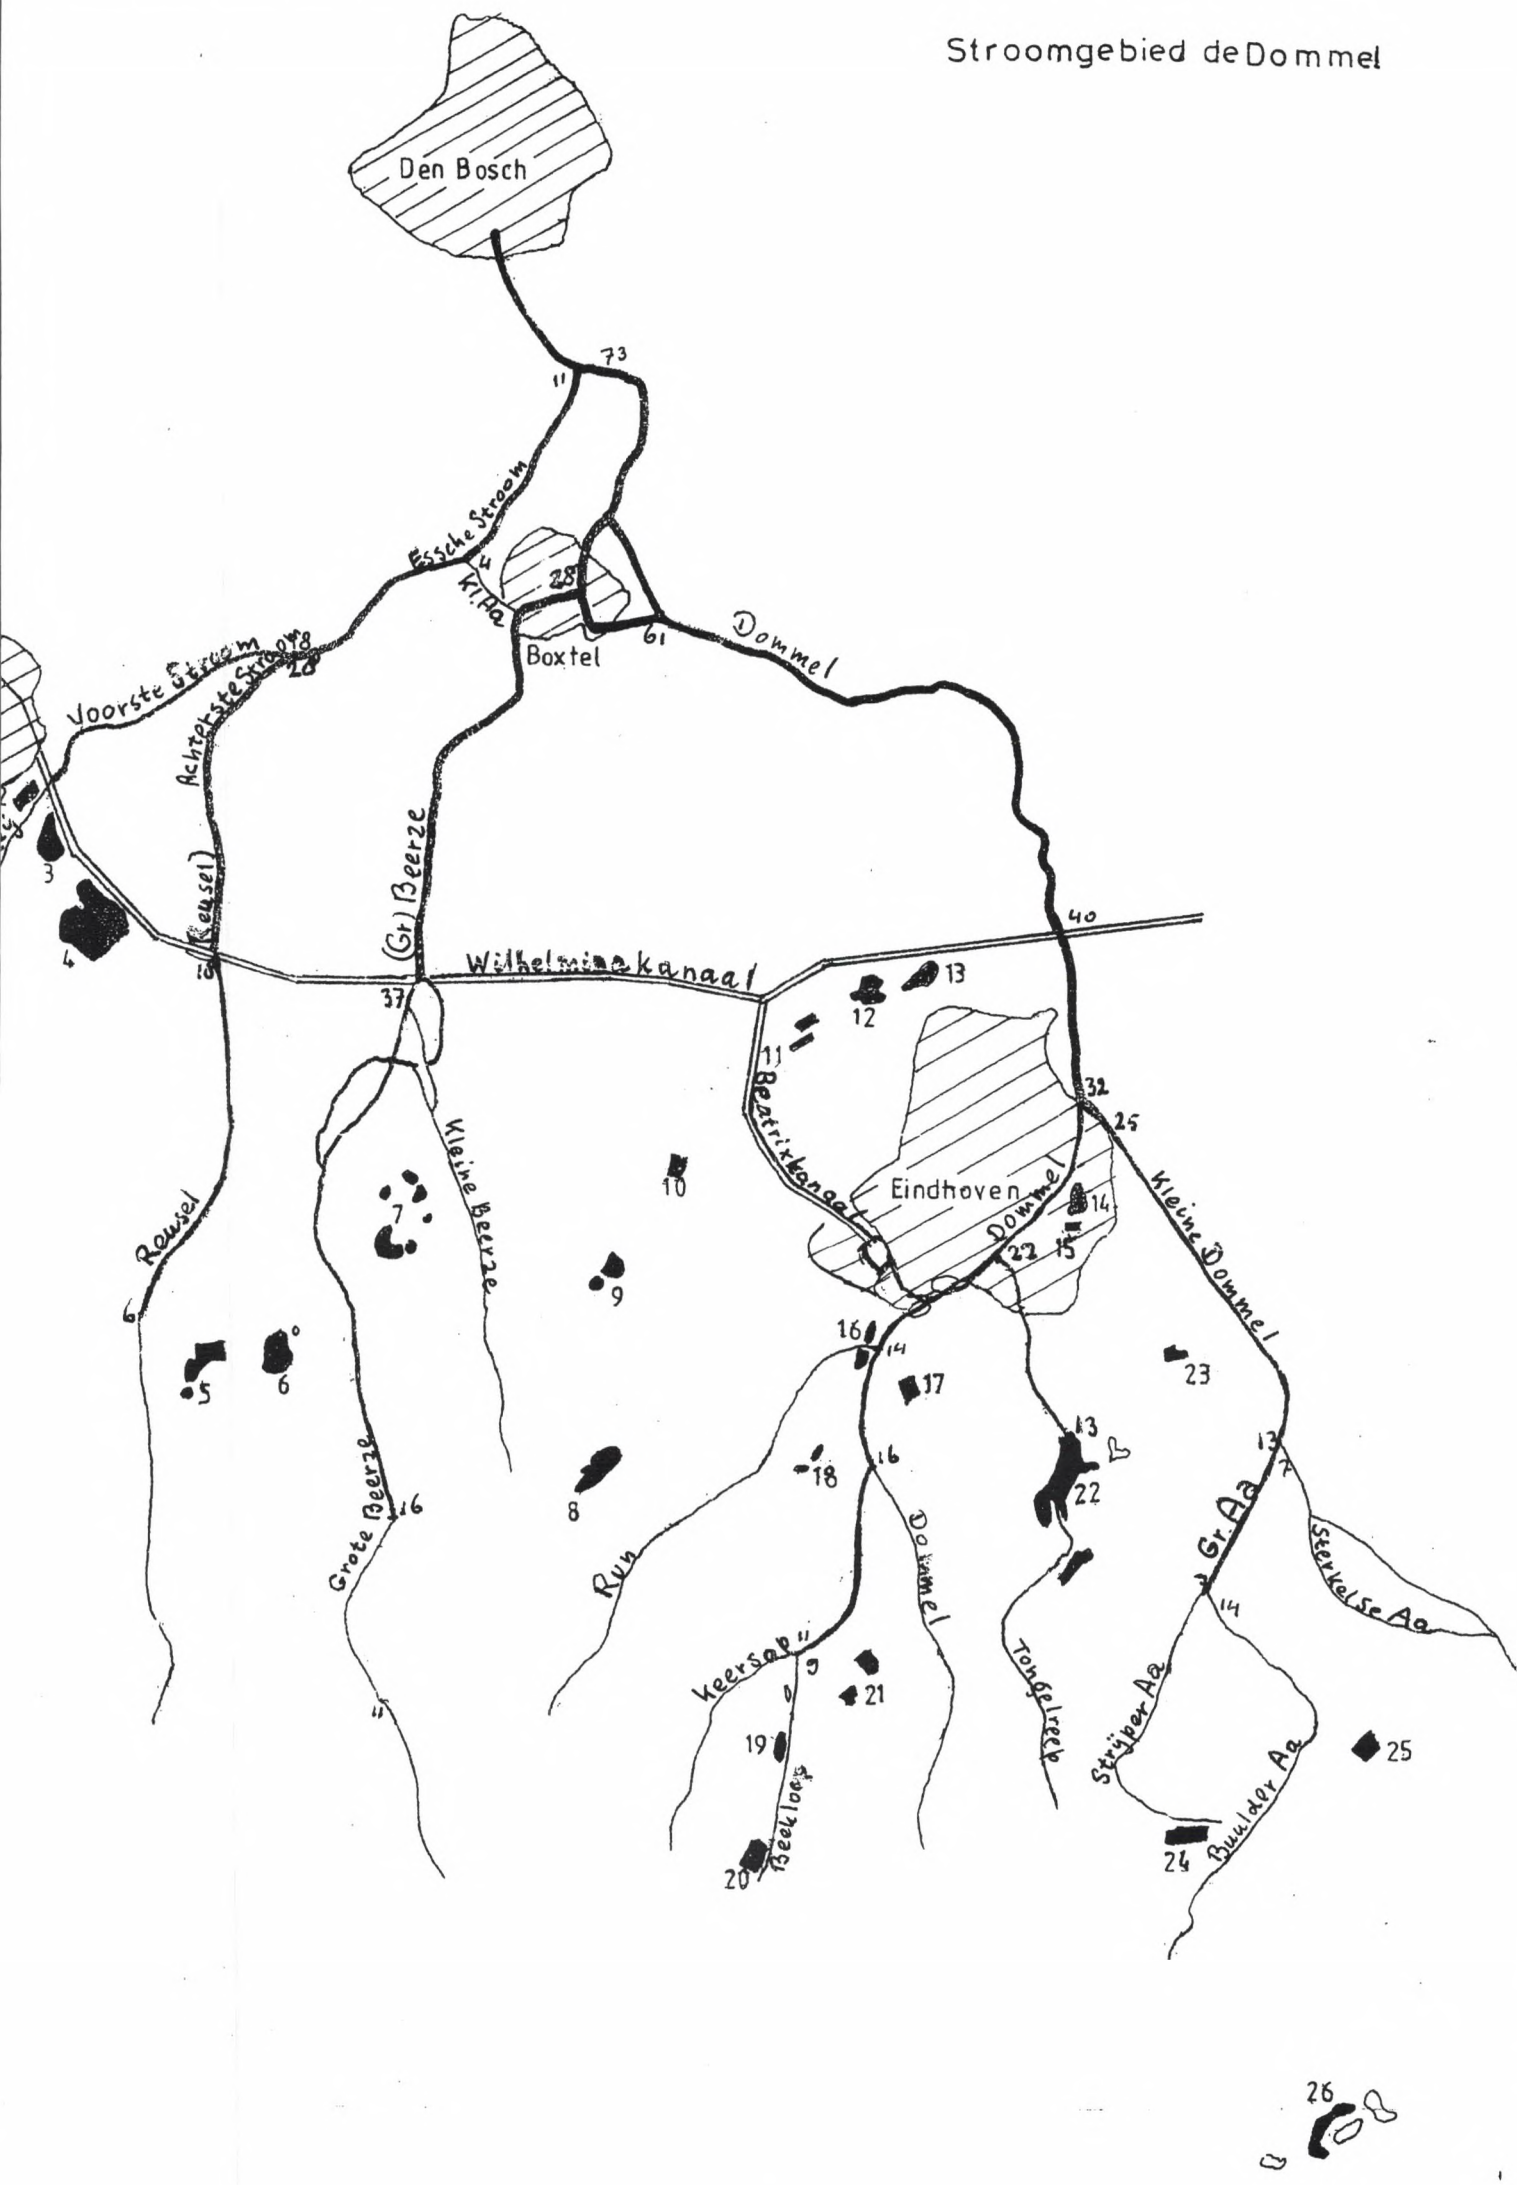 Stroomgebied de Dommel
Den Bosch
73
11
Essche Stroom
4
Kl. Aa
28
61
Boxtel
Dommel
Voorste Stroom
18
20
Achterste Stroom
(Gr) Beerze
3
4
40
Wilhelminakanaal
37
13
12
11
Beatrixkanaal
32
25
Kleine Beerze
10
Eindhoven
Dommel
14
15
22
Kleine Dommel
7
Reusel
6
9
16
14
5
6
17
23
13
16
18
22
13
7
8
Grote Beerze
16
Gr. Aa
Run
Dommel
Sterkelse Aa
9
14
Keersop
11
9
21
11
8
Tongelreep
Strijper Aa
19
25
Beekloop
Buulder Aa
24
20
26